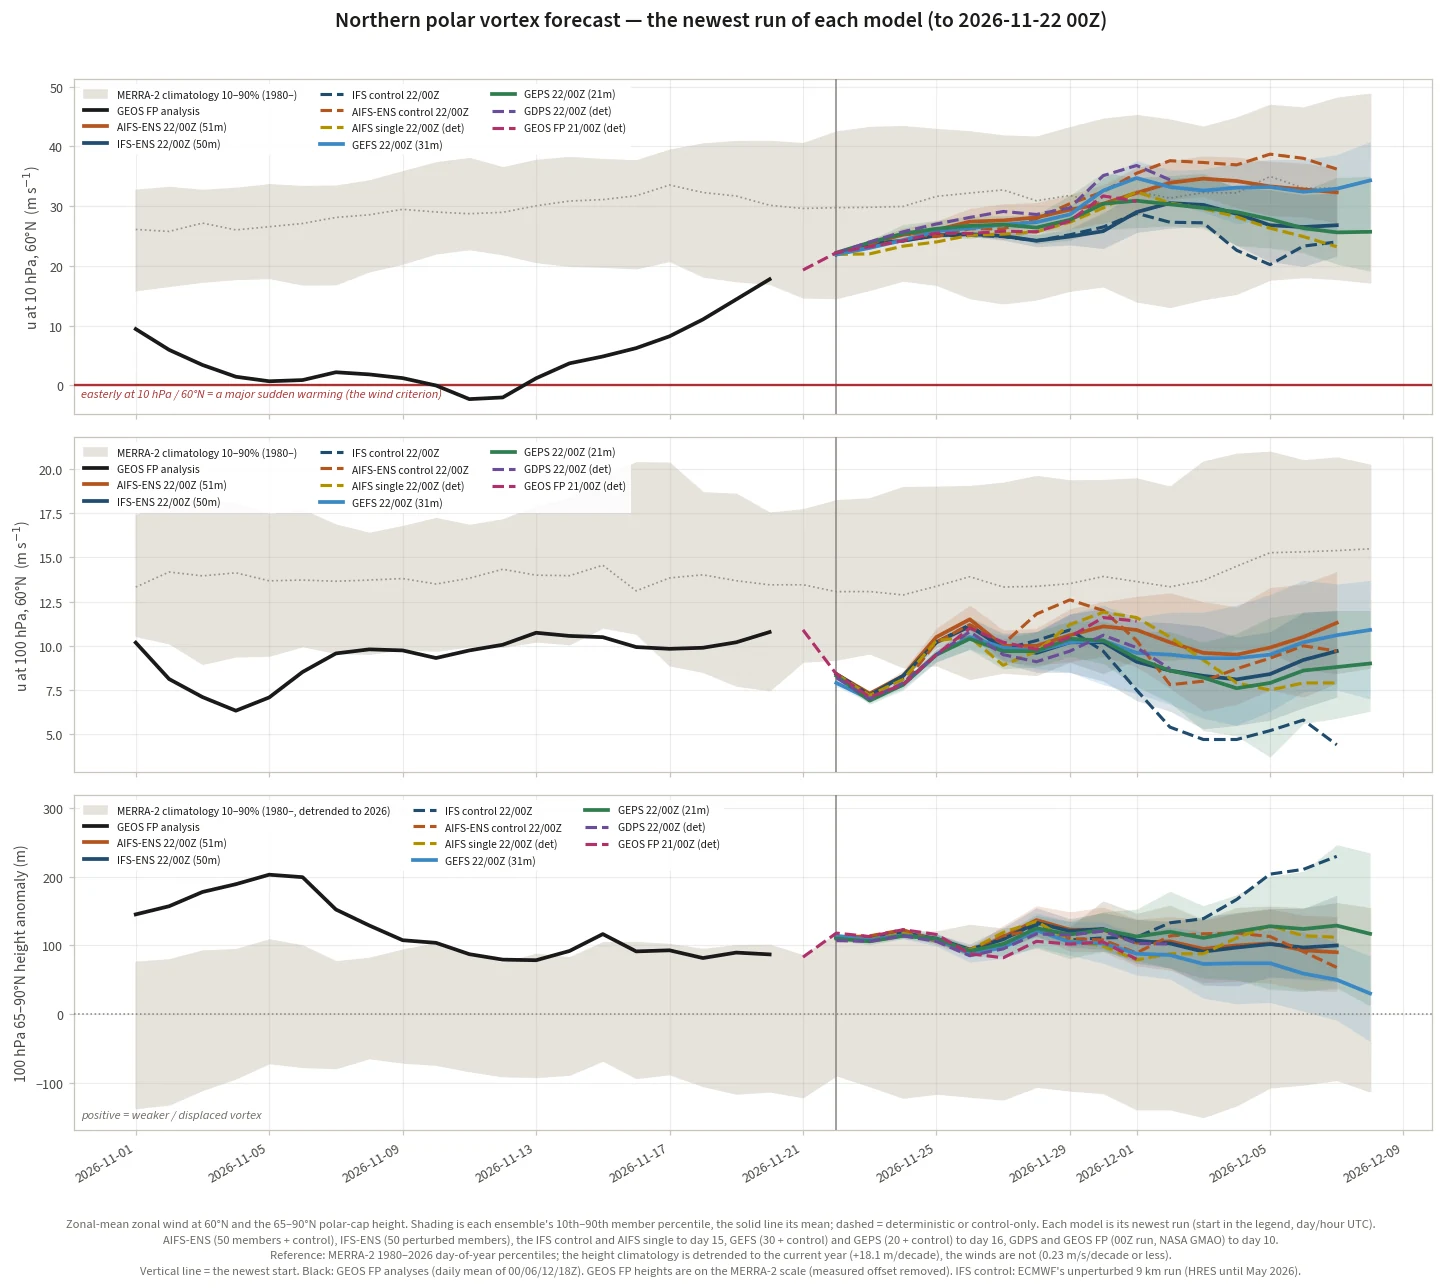 Northern polar vortex forecast — the newest run of each model (to 2026-11-22 00Z)
u at 10 hPa, 60°N (m s⁻¹)
50
40
30
20
10
0
MERRA-2 climatology 10–90% (1980–)
GEOS FP analysis
AIFS-ENS 22/00Z (51m)
IFS-ENS 22/00Z (50m)
IFS control 22/00Z
AIFS-ENS control 22/00Z
AIFS single 22/00Z (det)
GEFS 22/00Z (31m)
GEPS 22/00Z (21m)
GDPS 22/00Z (det)
GEOS FP 21/00Z (det)
easterly at 10 hPa / 60°N = a major sudden warming (the wind criterion)
u at 100 hPa, 60°N (m s⁻¹)
20.0
17.5
15.0
12.5
10.0
7.5
5.0
MERRA-2 climatology 10–90% (1980–)
GEOS FP analysis
AIFS-ENS 22/00Z (51m)
IFS-ENS 22/00Z (50m)
IFS control 22/00Z
AIFS-ENS control 22/00Z
AIFS single 22/00Z (det)
GEFS 22/00Z (31m)
GEPS 22/00Z (21m)
GDPS 22/00Z (det)
GEOS FP 21/00Z (det)
100 hPa 65–90°N height anomaly (m)
300
200
100
0
−100
MERRA-2 climatology 10–90% (1980–, detrended to 2026)
GEOS FP analysis
AIFS-ENS 22/00Z (51m)
IFS-ENS 22/00Z (50m)
IFS control 22/00Z
AIFS-ENS control 22/00Z
AIFS single 22/00Z (det)
GEFS 22/00Z (31m)
GEPS 22/00Z (21m)
GDPS 22/00Z (det)
GEOS FP 21/00Z (det)
positive = weaker / displaced vortex
2026-11-01
2026-11-05
2026-11-09
2026-11-13
2026-11-17
2026-11-21
2026-11-25
2026-11-29
2026-12-01
2026-12-05
2026-12-09
Zonal-mean zonal wind at 60°N and the 65–90°N polar-cap height. Shading is each ensemble's 10th–90th member percentile, the solid line its mean; dashed = deterministic or control-only. Each model is its newest run (start in the legend, day/hour UTC).
AIFS-ENS (50 members + control), IFS-ENS (50 perturbed members), the IFS control and AIFS single to day 15, GEFS (30 + control) and GEPS (20 + control) to day 16, GDPS and GEOS FP (00Z run, NASA GMAO) to day 10.
Reference: MERRA-2 1980–2026 day-of-year percentiles; the height climatology is detrended to the current year (+18.1 m/decade), the winds are not (0.23 m/s/decade or less).
Vertical line = the newest start. Black: GEOS FP analyses (daily mean of 00/06/12/18Z). GEOS FP heights are on the MERRA-2 scale (measured offset removed). IFS control: ECMWF's unperturbed 9 km run (HRES until May 2026).